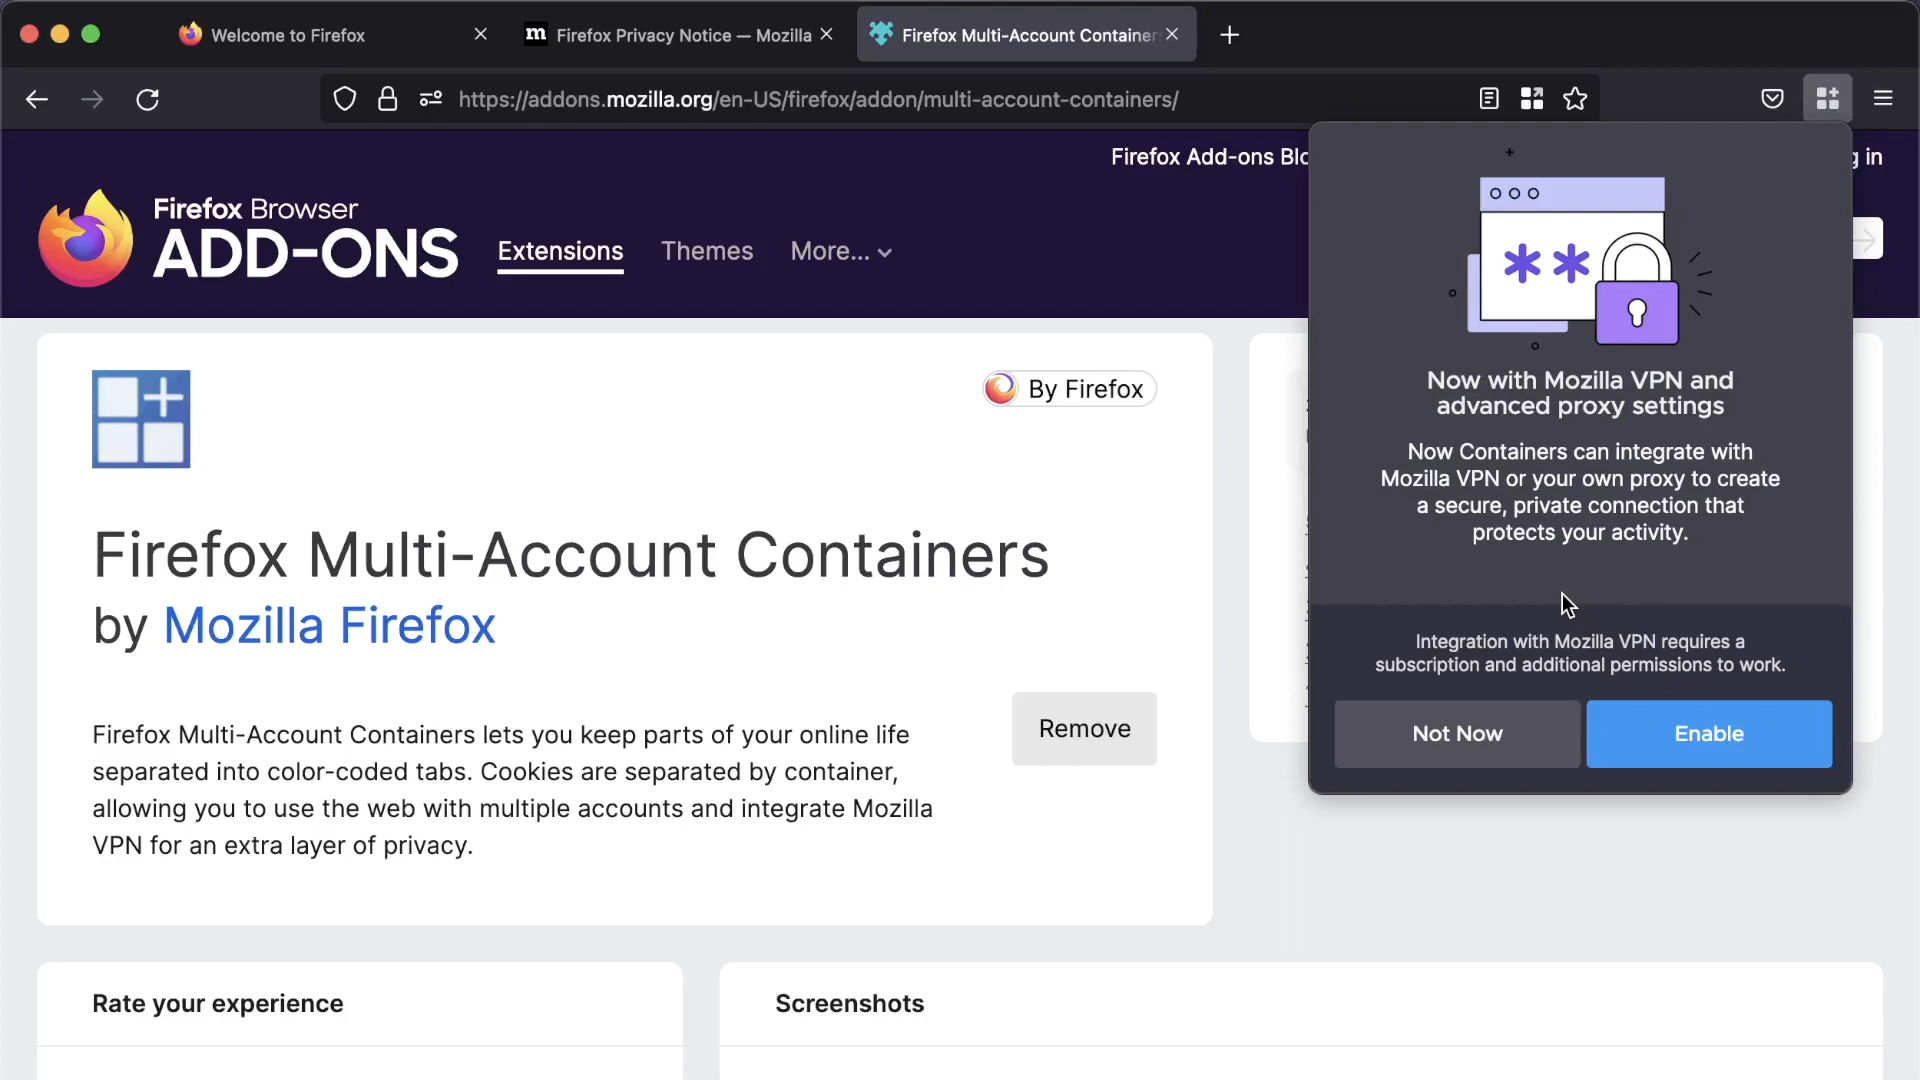 Welcome to Firefox
Firefox Privacy Notice — Mozilla
Firefox Multi-Account Container
https://addons.mozilla.org/en-US/firefox/addon/multi-account-containers/
Firefox Add-ons
in
Firefox Browser
ADD-ONS
Extensions
Themes
More...
By Firefox
Firefox Multi-Account Containers
by Mozilla Firefox
Firefox Multi-Account Containers lets you keep parts of your online life
separated into color-coded tabs. Cookies are separated by container,
allowing you to use the web with multiple accounts and integrate Mozilla
VPN for an extra layer of privacy.
Remove
Now with Mozilla VPN and
advanced proxy settings
Now Containers can integrate with
Mozilla VPN or your own proxy to create
a secure, private connection that
protects your activity.
Integration with Mozilla VPN requires a
subscription and additional permissions to work.
Not Now
Enable
Rate your experience
Screenshots